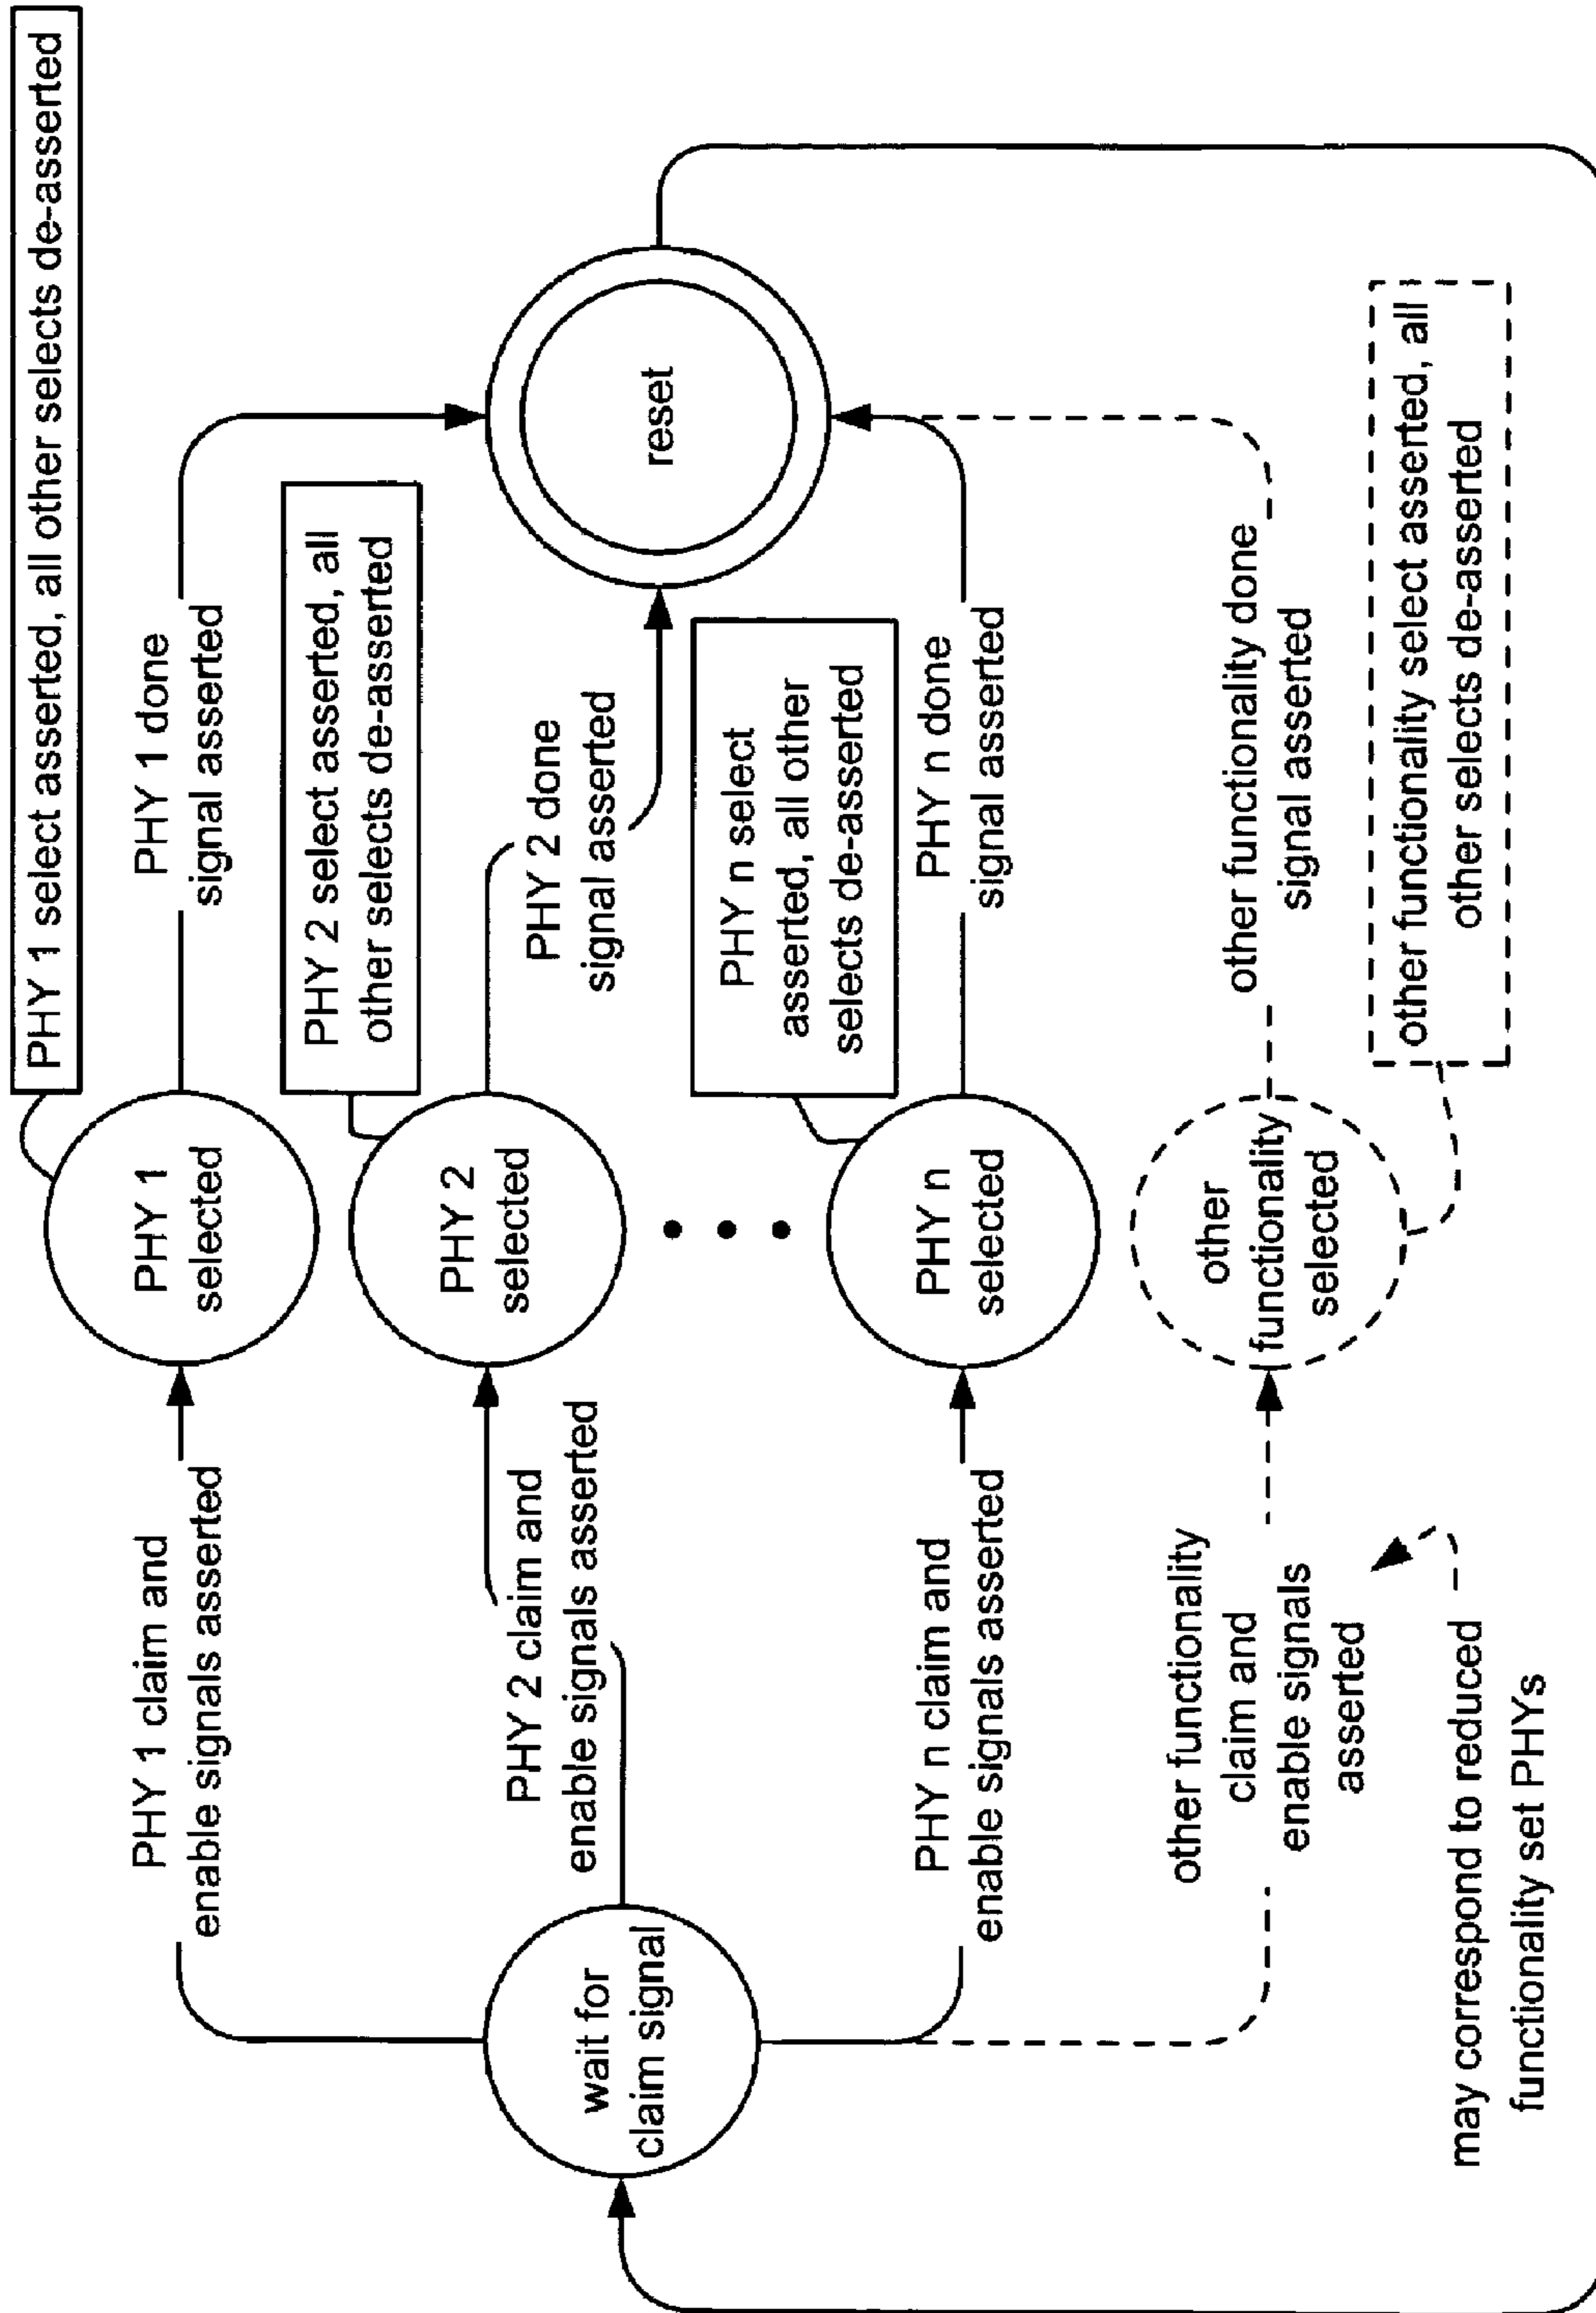 PHY 1 select asserted, all other selects de-asserted
PHY 1 claim and
enable signals asserted
PHY 1
selected
PHY 1 done
signal asserted
PHY 2 select asserted, all
other selects de-asserted
wait for
claim signal
PHY 2 claim and
enable signals asserted
PHY 2
selected
PHY 2 done
signal asserted
reset
PHY n select
asserted, all other
selects de-asserted
PHY n claim and
enable signals asserted
PHY n
selected
PHY n done
signal asserted
other functionality
claim and
enable signals
asserted
other
functionality
selected
other functionality done
signal asserted
other functionality select asserted, all
other selects de-asserted
may correspond to reduced
functionality set PHYs